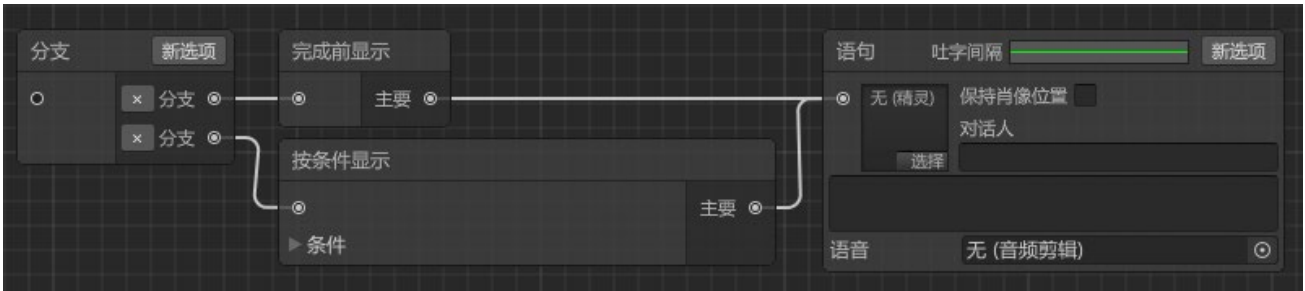 分支 新选项
× 分支
× 分支
完成前显示
主要
按条件显示
主要
条件
语句 吐字间隔 新选项
无 (精灵) 保持肖像位置
对话人
选择
语音 无 (音频剪辑)